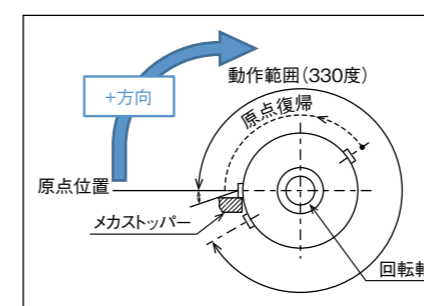 動作範囲(330度)
+方向
原点復帰
原点位置
メカストッパー
回転軸